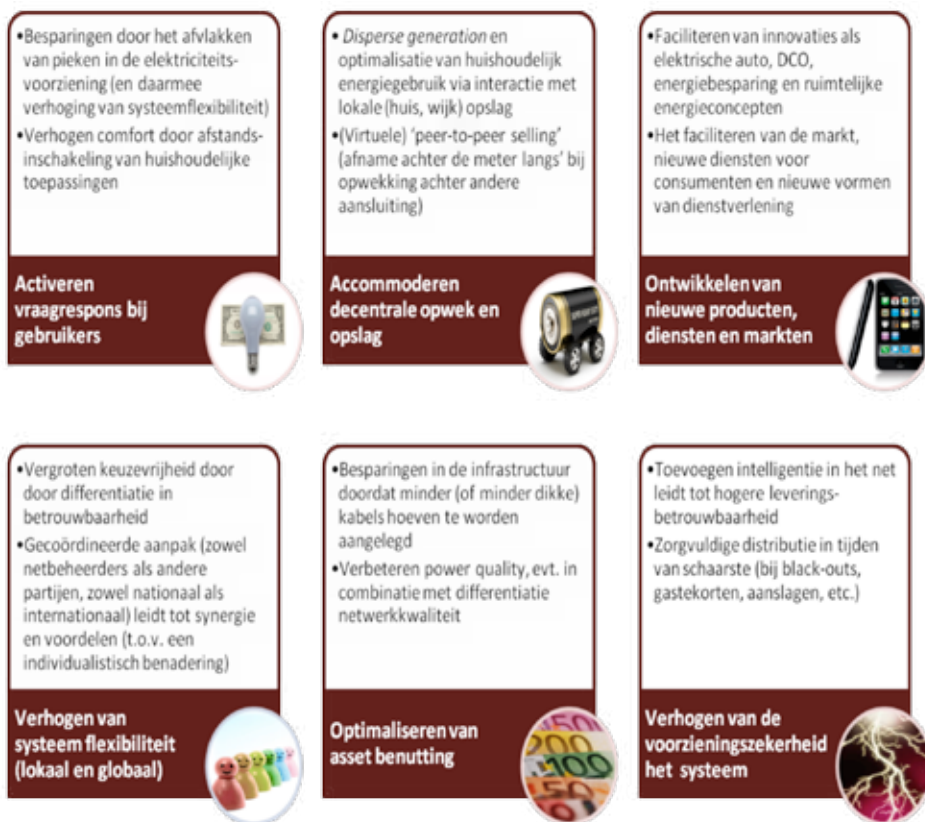 •Besparingen door het afvlakken
van pieken in de elektriciteits-
voorziening (en daarmee
verhoging van systeemflexibiliteit)
•Verhogen comfort door afstands-
inschakeling van huishoudelijke
toepassingen
Activeren
vraagrespons bij
gebruikers
• Disperse generation en
optimalisatie van huishoudelijk
energiegebruik via interactie met
lokale (huis, wijk) opslag
•(Virtuele) ‘peer-to-peer selling’
(afname achter de meter langs’ bij
opwekking achter andere
aansluiting)
Accommoderen
decentrale opwek en
opslag
•Faciliteren van innovaties als
elektrische auto, DCO,
energiebesparing en ruimtelijke
energieconcepten
•Het faciliteren van de markt,
nieuwe diensten voor
consumenten en nieuwe vormen
van dienstverlening
Ontwikkelen van
nieuwe producten,
diensten en markten
•Vergroten keuzevrijheid door
door differentiatie in
betrouwbaarheid
•Gecoördineerde aanpak (zowel
netbeheerders als andere
partijen, zowel nationaal als
internationaal) leidt tot synergie
en voordelen (t.o.v. een
individualistisch benadering)
Verhogen van
systeem flexibiliteit
(lokaal en globaal)
•Besparingen in de infrastructuur
doordat minder (of minder dikke)
kabels hoeven te worden
aangelegd
•Verbeteren power quality, evt. in
combinatie met differentiatie
netwerkkwaliteit
Optimaliseren van
asset benutting
500
200
100
50
10
•Toevoegen intelligentie in het net
leidt tot hogere leverings-
betrouwbaarheid
•Zorgvuldige distributie in tijden
van schaarste (bij black-outs,
gastekorten, aanslagen, etc.)
Verhogen van de
voorzieningszekerheid
het systeem